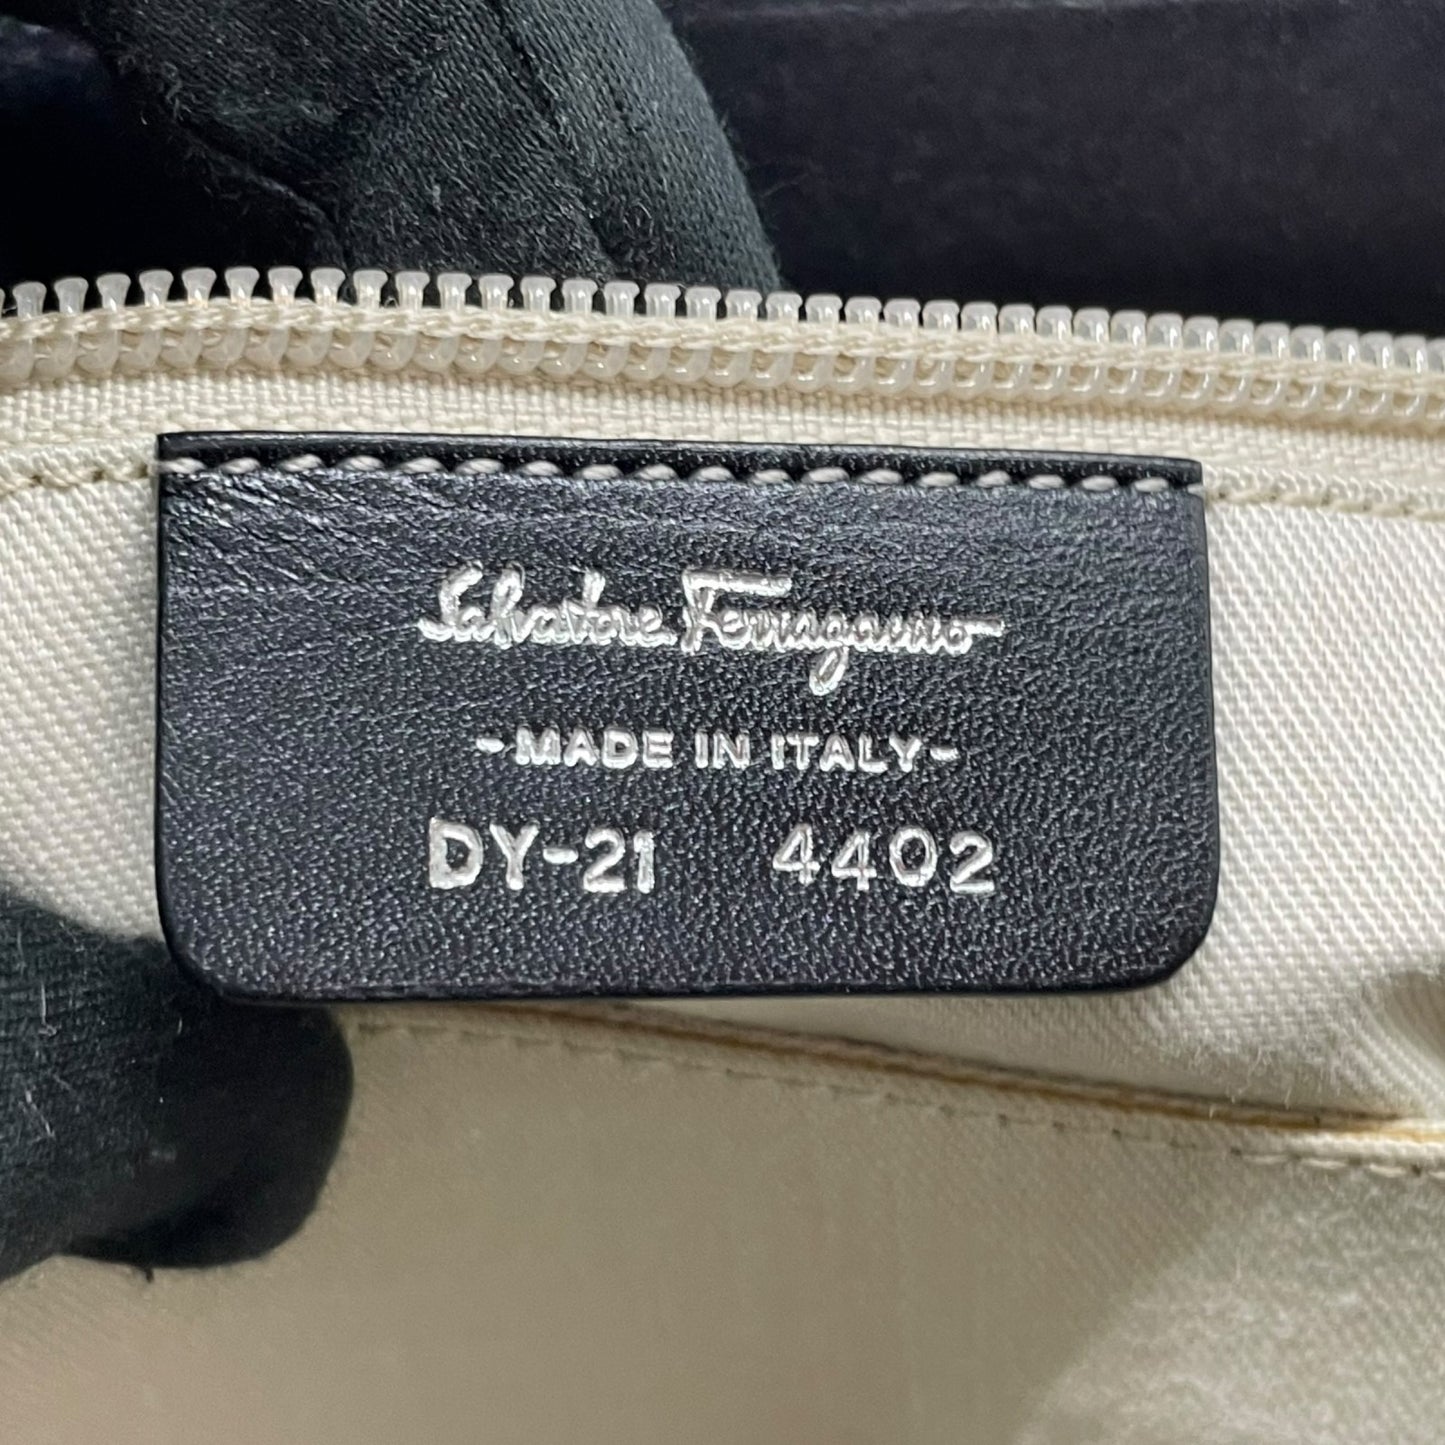 Salvatore Ferragamo
-MADE IN ITALY-
DY-21 4402